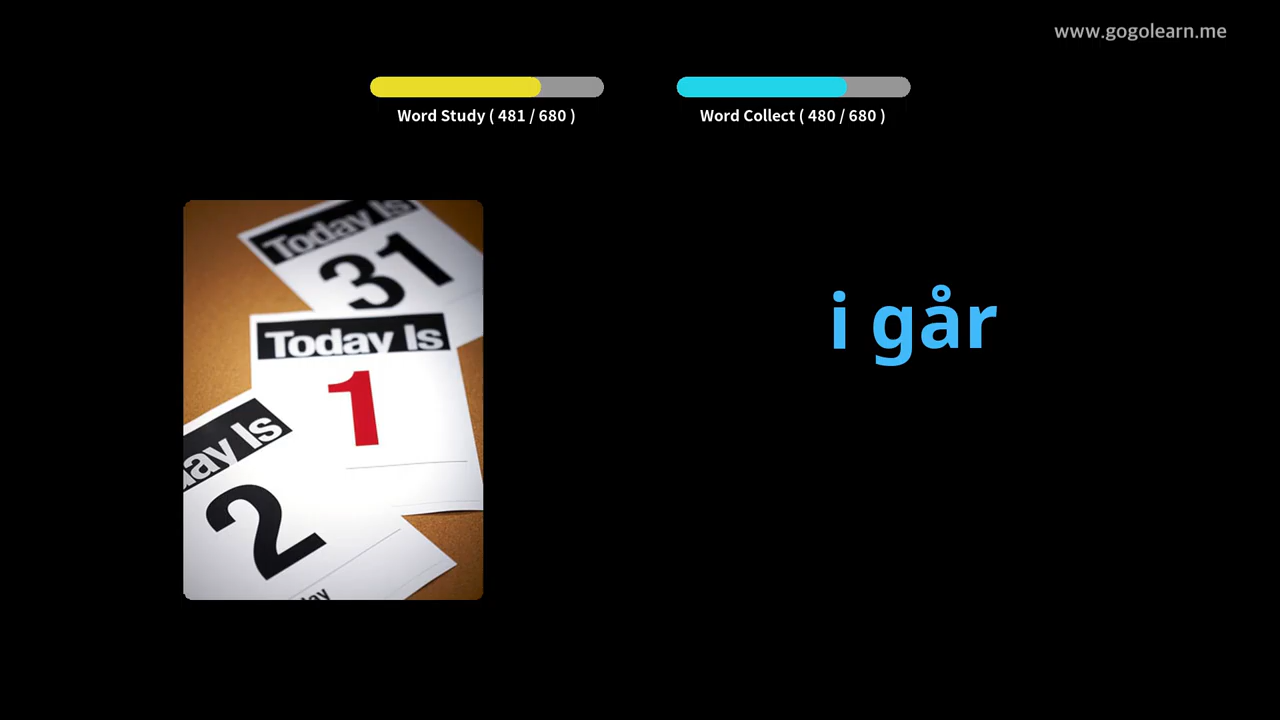 www.gogolearn.me
Word Study ( 481 / 680 )
Word Collect ( 480 / 680 )
Today Is
31
Today Is
1
i går
ay Is
2
ay